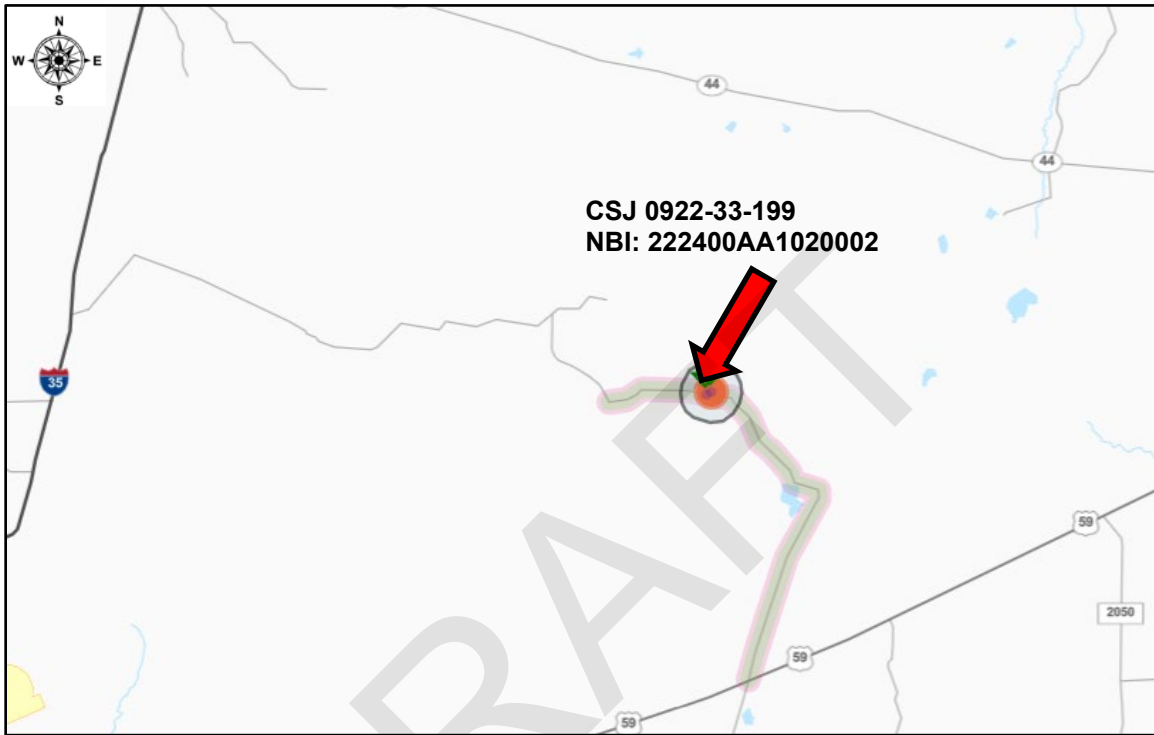 N
W E
S
44
44
CSJ 0922-33-199
NBI: 222400AA1020002
35
59
2050
59
59
DRAFT